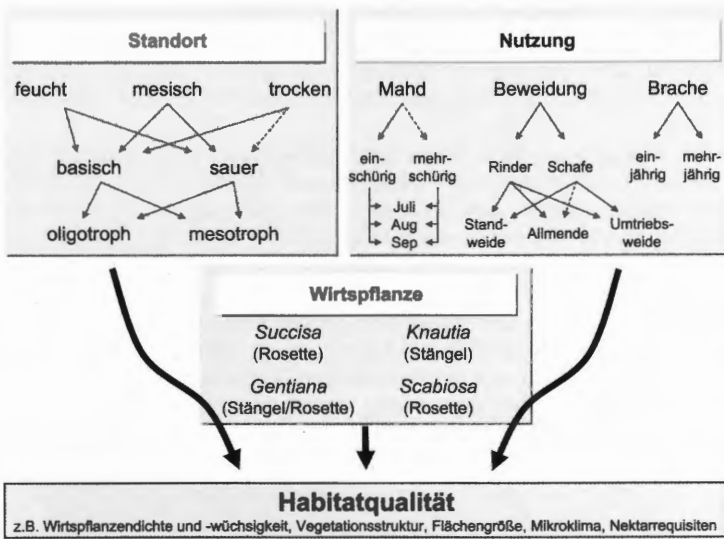 Standort
feucht mesisch trocken
basisch sauer
oligotroph mesotroph
Nutzung
Mahd Beweidung Brache
ein-
schürig
mehr-
schürig
Rinder Schafe
ein-
jährig
mehr-
jährig
Juli
Aug
Sep
Stand-
weide
Allmende
Umtriebs-
weide
Wirtspflanze
Succisa Knautia
(Rosette) (Stängel)
Gentiana Scabiosa
(Stängel/Rosette) (Rosette)
Habitatqualität
z.B. Wirtspflanzendichte und -wüchsigkeit, Vegetationsstruktur, Flächengröße, Mikroklima, Nektarrequisiten